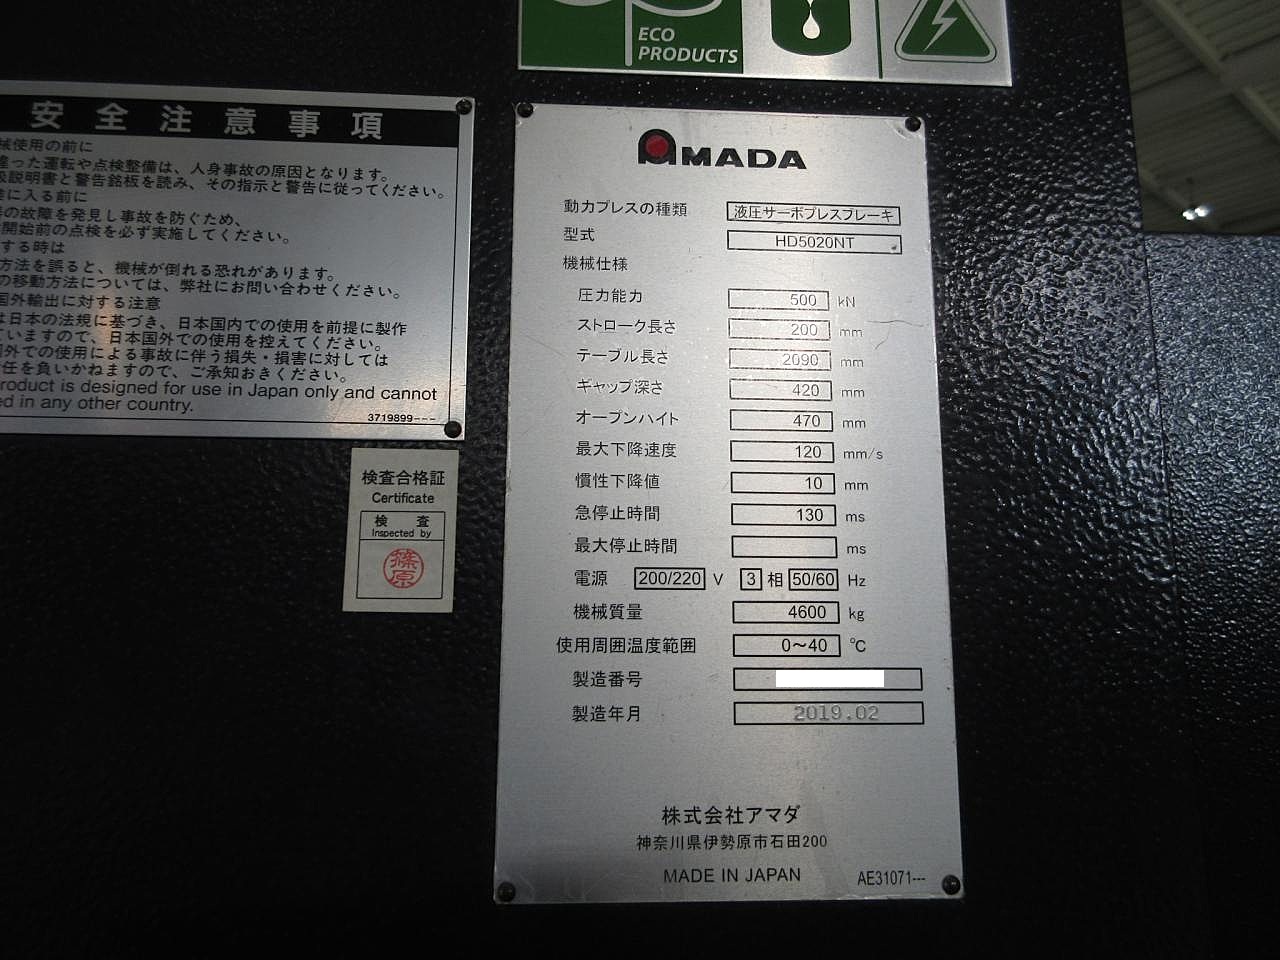 ECO
PRODUCTS
安全注意事項
械使用の前に
違った運転や点検整備は、人身事故の原因となります。
扱説明書と警告銘板を読み、その指示と警告に従ってください。
に入る前に
の故障を発見し事故を防ぐため、
開始前の点検を必ず実施してください。
する時は
方法を誤ると、機械が倒れる恐れがあります。
の移動方法については、弊社にお問い合わせください。
国外輸出に対する注意
は日本の法規に基づき、日本国内での使用を前提に製作
ていますので、日本国外での使用を控えてください。
国外での使用による事故に伴う損失・損害に対しては
任を負いかねますので、ご承知おきください。
roduct is designed for use in Japan only and cannot
ed in any other country.
3719899---
検査合格証
Certificate
検査
Inspected by
篠原
AMADA
動力プレスの種類 液圧サーボプレスブレーキ
型式 HD5020NT
機械仕様
圧力能力 500 kN
ストローク長さ 200 mm
テーブル長さ 2090 mm
ギャップ深さ 420 mm
オープンハイト 470 mm
最大下降速度 120 mm/s
慣性下降値 10 mm
急停止時間 130 ms
最大停止時間 ms
電源 200/220 V 3 相 50/60 Hz
機械質量 4600 kg
使用周囲温度範囲 0～40 ℃
製造番号
製造年月 2019.02
株式会社アマダ
神奈川県伊勢原市石田200
MADE IN JAPAN
AE31071---